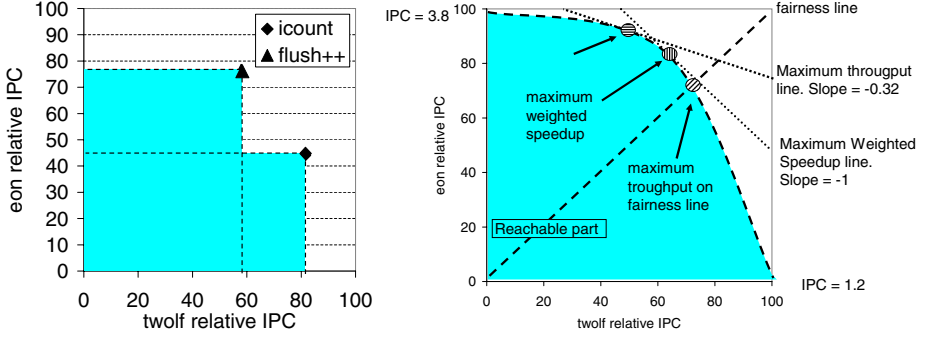 100
90
80
70
60
50
40
30
20
10
0
eon relative IPC
icount
flush++
0 20 40 60 80 100
twolf relative IPC
IPC = 3.8
100
80
60
40
20
0
eon relative IPC
fairness line
Maximum througput
line. Slope = -0.32
maximum
weighted
speedup
Maximum Weighted
Speedup line.
Slope = -1
maximum
troughput on
fairness line
Reachable part
IPC = 1.2
0 20 40 60 80 100
twolf relative IPC